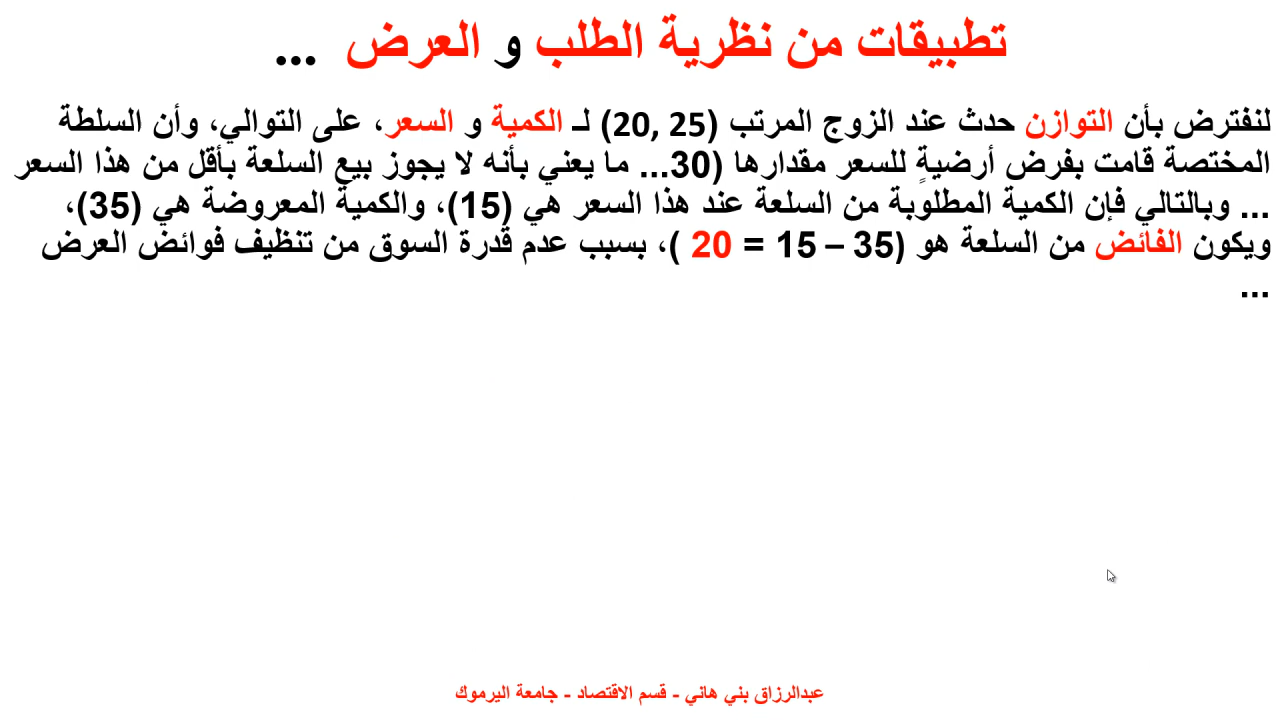 تطبيقات من نظرية الطلب و العرض ...
لنفترض بأن التوازن حدث عند الزوج المرتب (20, 25) لـ الكمية و السعر، على التوالي، وأن السلطة
المختصة قامت بفرض أرضيةٍ للسعر مقدارها (30... ما يعني بأنه لا يجوز بيع السلعة بأقل من هذا السعر
... وبالتالي فإن الكمية المطلوبة من السلعة عند هذا السعر هي (15)، والكمية المعروضة هي (35)،
ويكون الفائض من السلعة هو (35 – 15 = 20 )، بسبب عدم قدرة السوق من تنظيف فوائض العرض
...
عبدالرزاق بني هاني - قسم الاقتصاد - جامعة اليرموك